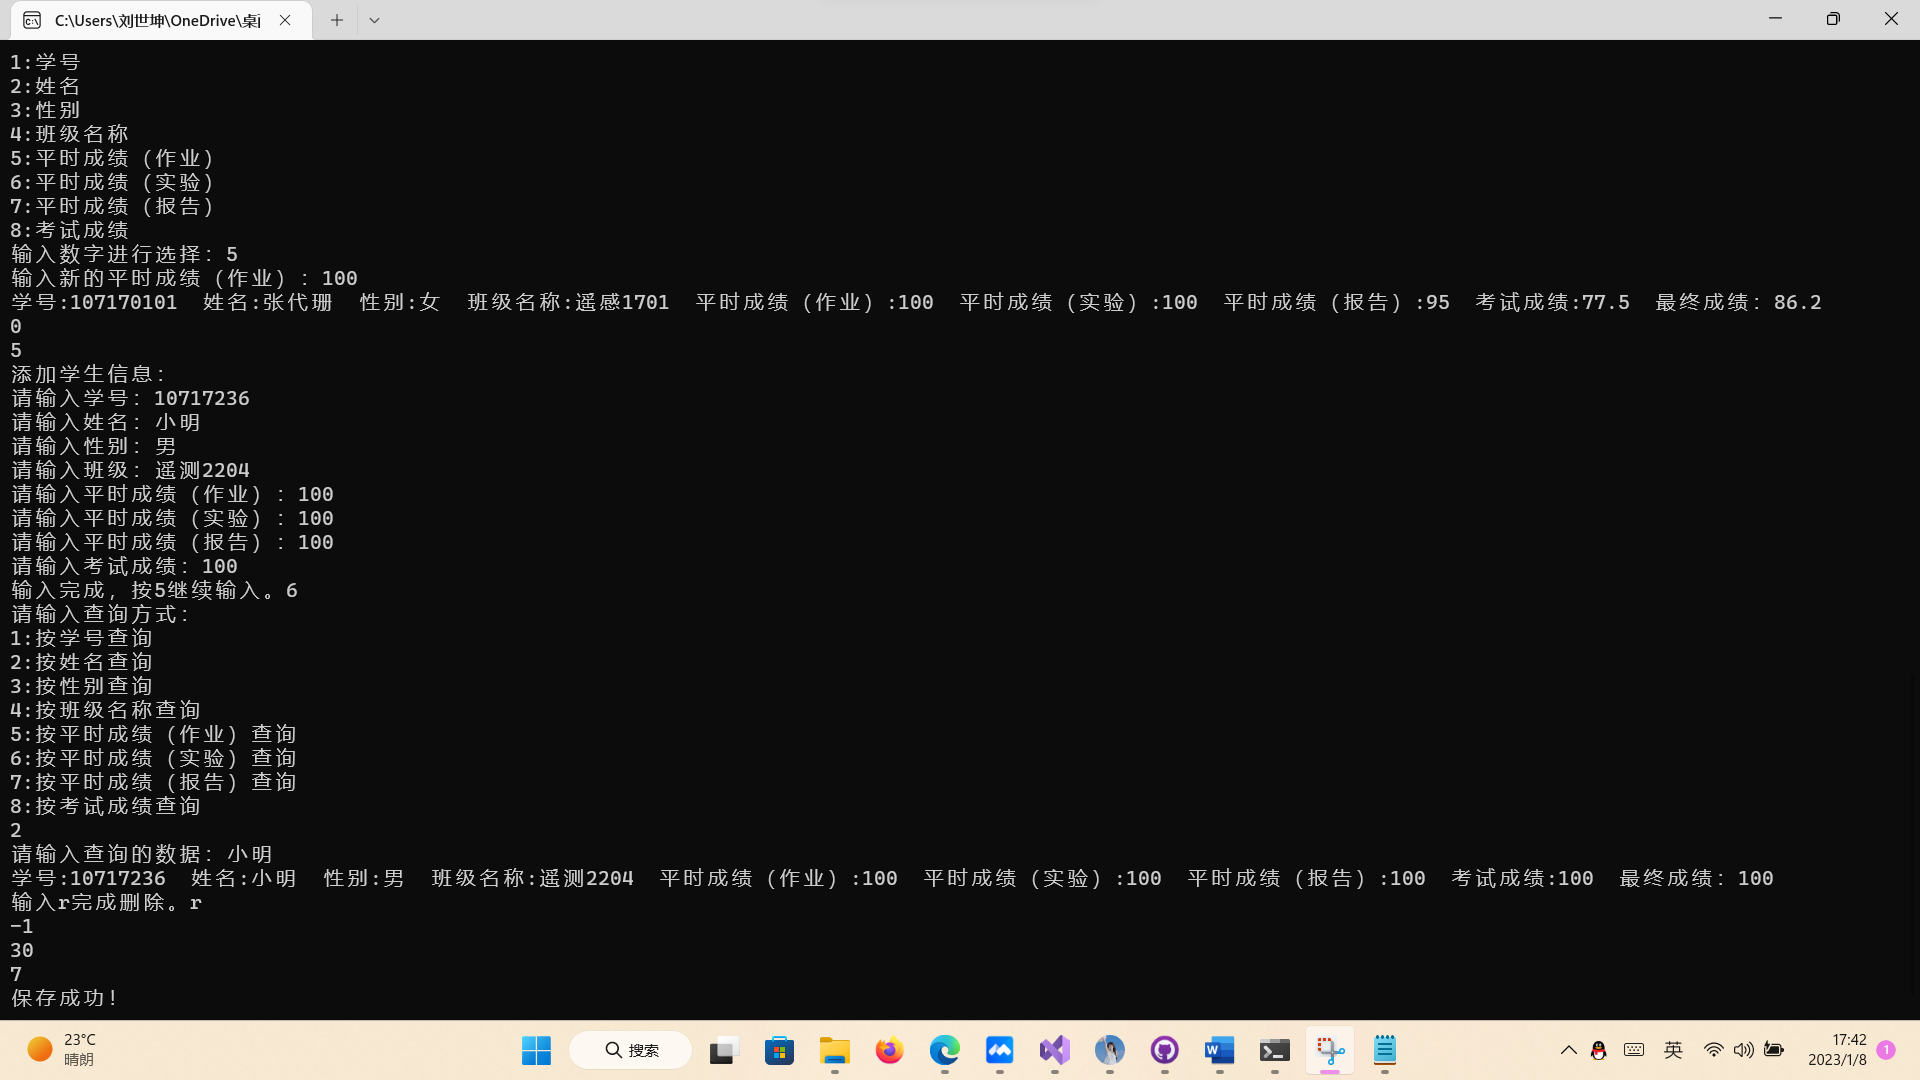 C:\Users\刘世坤\OneDrive\桌
1:学号
2:姓名
3:性别
4:班级名称
5:平时成绩（作业）
6:平时成绩（实验）
7:平时成绩（报告）
8:考试成绩
输入数字进行选择：5
输入新的平时成绩（作业）：100
学号:107170101  姓名:张代珊  性别:女  班级名称:遥感1701  平时成绩（作业）:100  平时成绩（实验）:100  平时成绩（报告）:95  考试成绩:77.5  最终成绩：86.2
0
5
添加学生信息：
请输入学号：10717236
请输入姓名：小明
请输入性别：男
请输入班级：遥测2204
请输入平时成绩（作业）：100
请输入平时成绩（实验）：100
请输入平时成绩（报告）：100
请输入考试成绩：100
输入完成，按5继续输入。6
请输入查询方式：
1:按学号查询
2:按姓名查询
3:按性别查询
4:按班级名称查询
5:按平时成绩（作业）查询
6:按平时成绩（实验）查询
7:按平时成绩（报告）查询
8:按考试成绩查询
2
请输入查询的数据：小明
学号:10717236  姓名:小明  性别:男  班级名称:遥测2204  平时成绩（作业）:100  平时成绩（实验）:100  平时成绩（报告）:100  考试成绩:100  最终成绩：100
输入r完成删除。r
-1
30
7
保存成功！
23°C
晴朗
搜索
英
17:42
2023/1/8
1